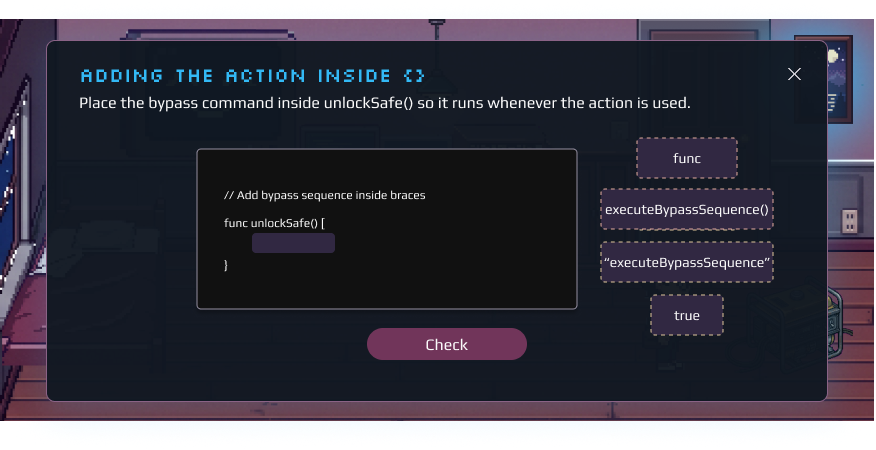 ADDING THE ACTION INSIDE {}
Place the bypass command inside unlockSafe() so it runs whenever the action is used.
// Add bypass sequence inside braces
func unlockSafe() [
}
func
executeBypassSequence()
“executeBypassSequence”
true
Check